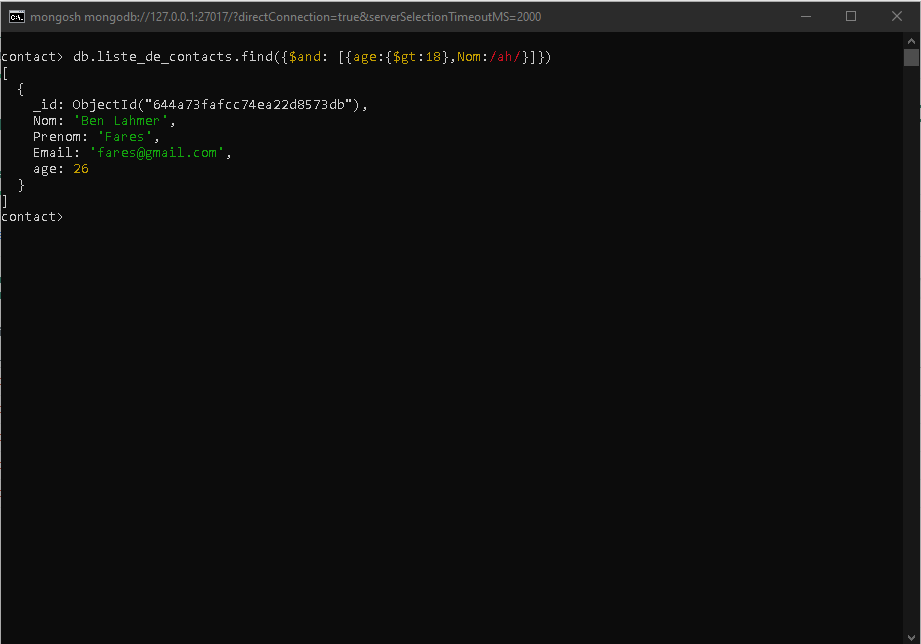 mongosh mongodb://127.0.0.1:27017/?directConnection=true&serverSelectionTimeoutMS=2000
contact> db.liste_de_contacts.find({$and: [{age:{$gt:18},Nom:/ah/}]})
[
  {
    _id: ObjectId("644a73fafcc74ea22d8573db"),
    Nom: 'Ben Lahmer',
    Prenom: 'Fares',
    Email: 'fares@gmail.com',
    age: 26
  }
]
contact>